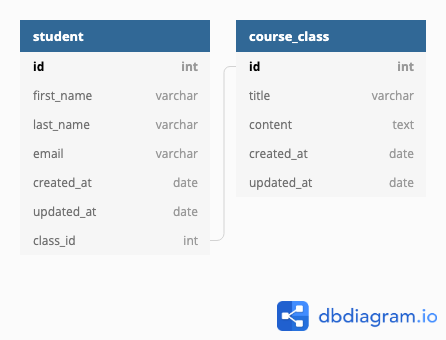 student
id int
first_name varchar
last_name varchar
email varchar
created_at date
updated_at date
class_id int
course_class
id int
title varchar
content text
created_at date
updated_at date
dbdiagram.io